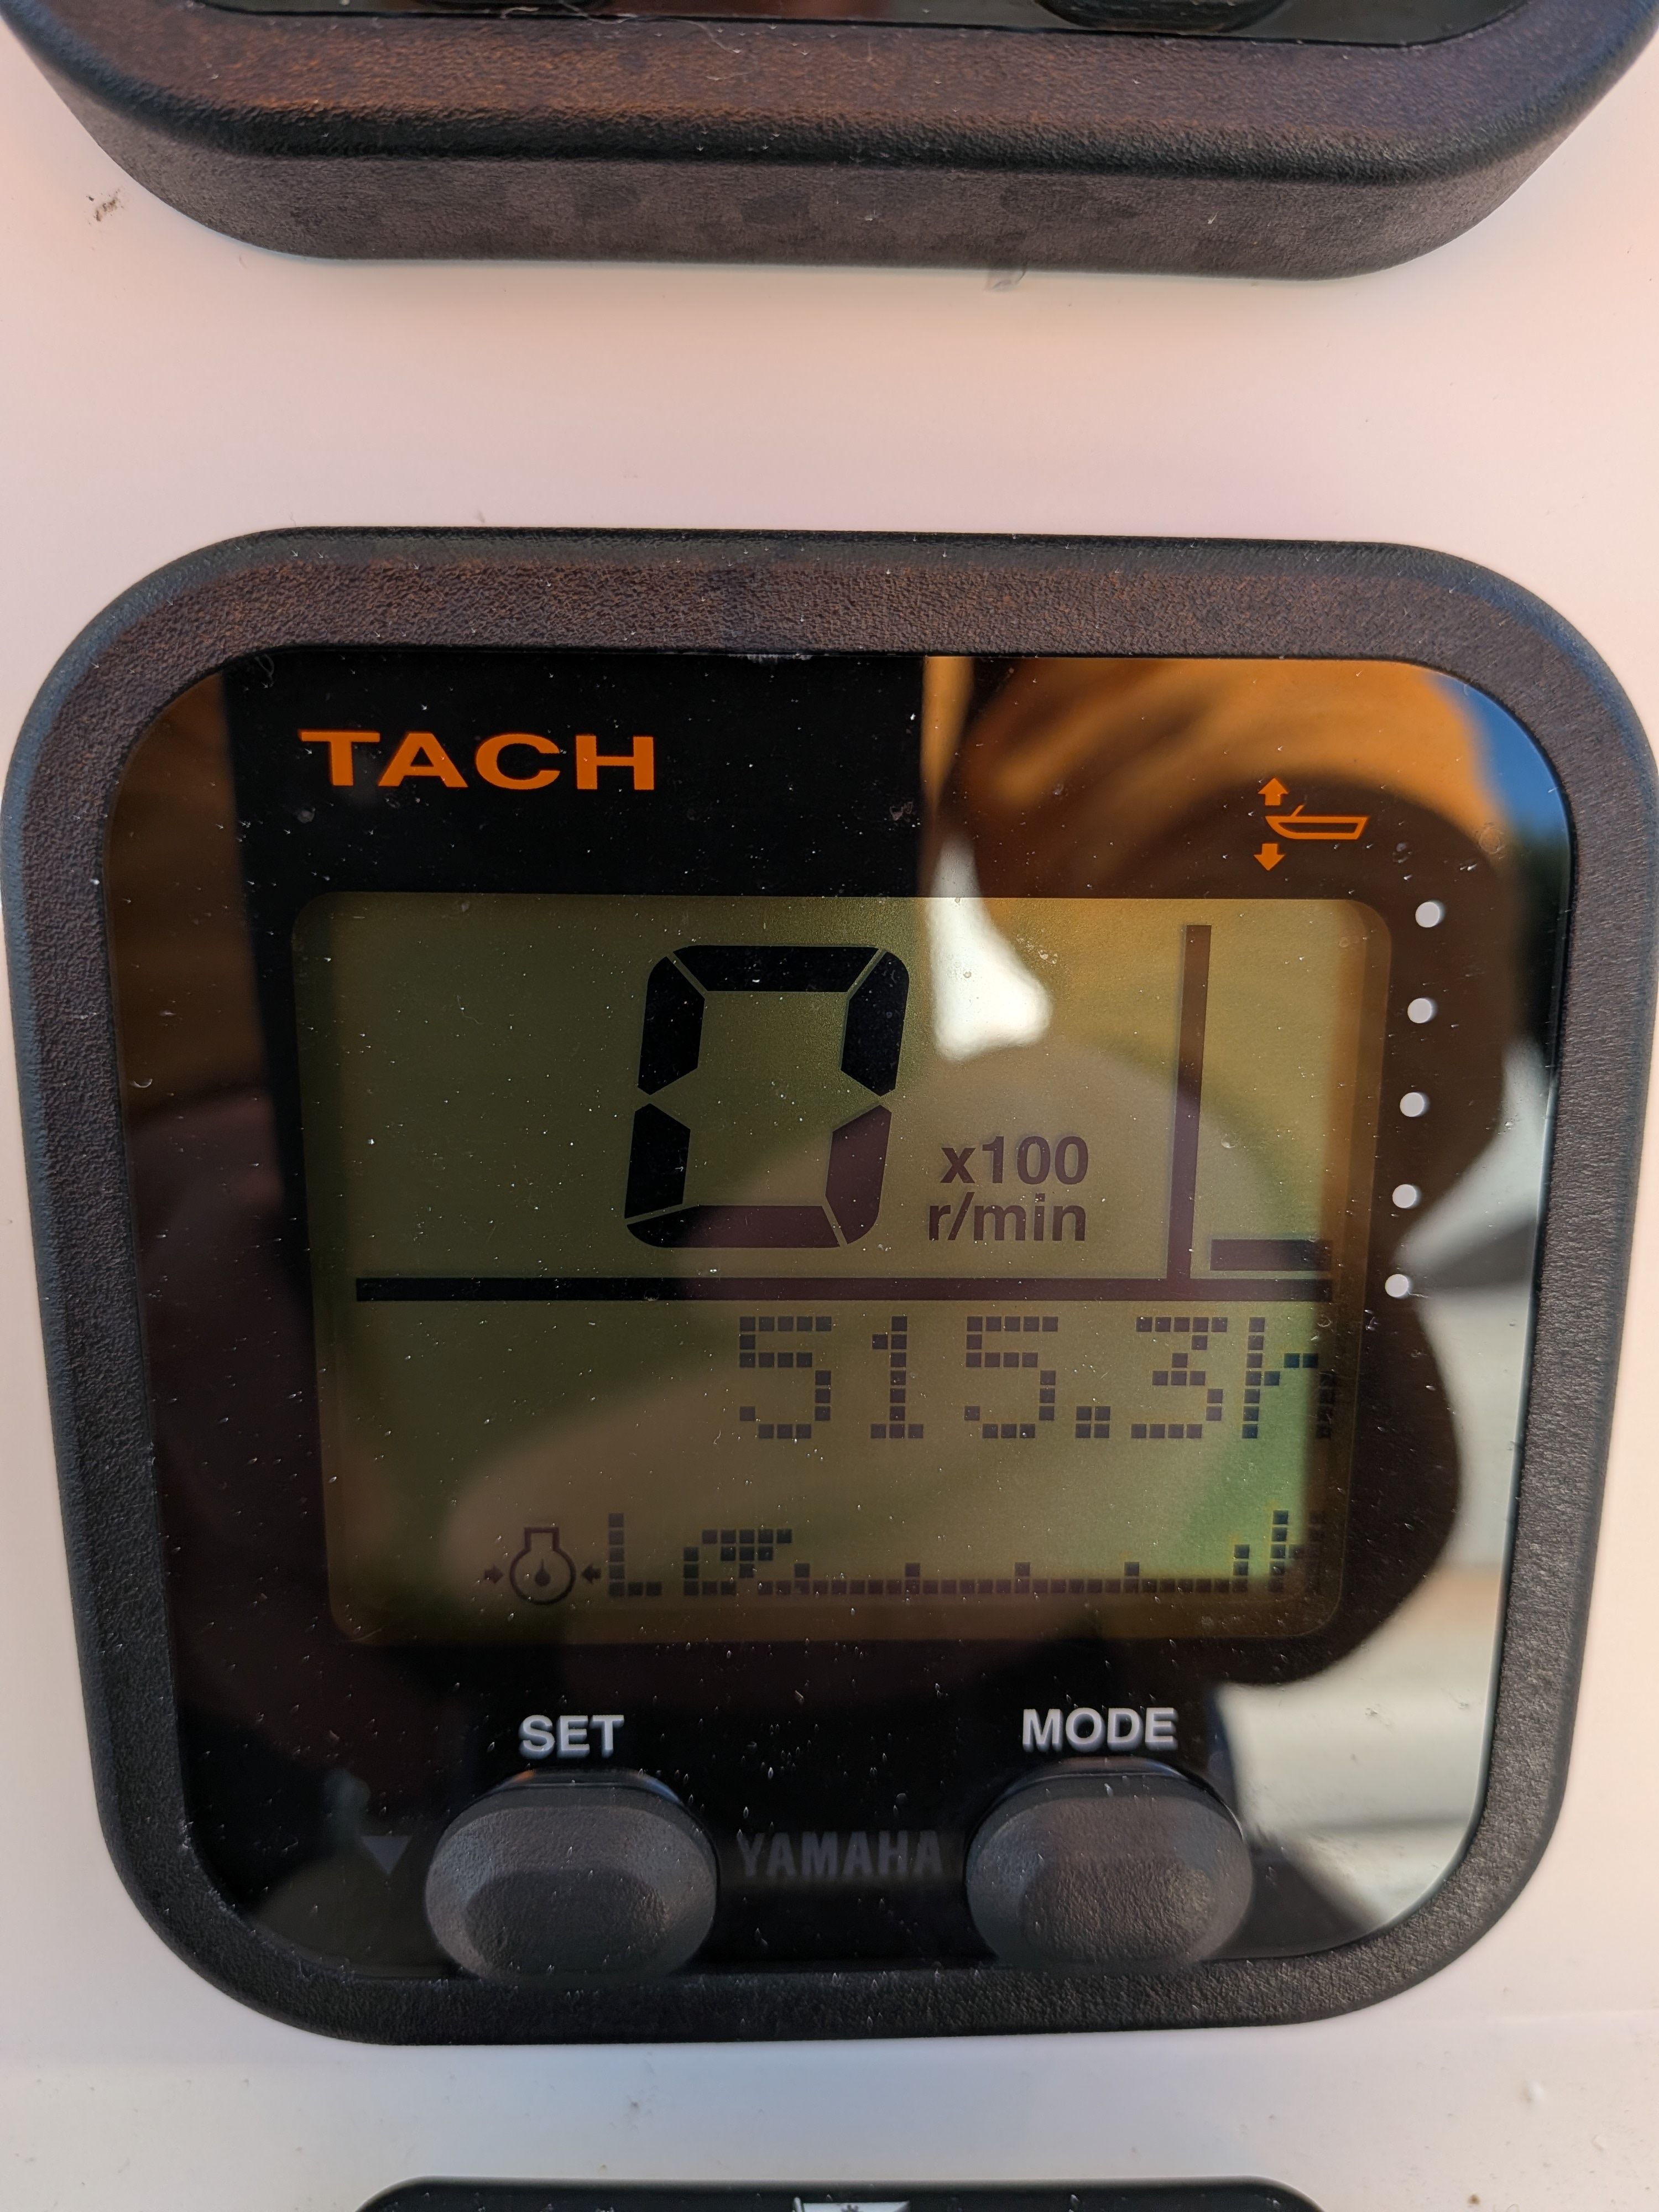 TACH
0
x100
r/min
515.3h
L
SET
MODE
YAMAHA